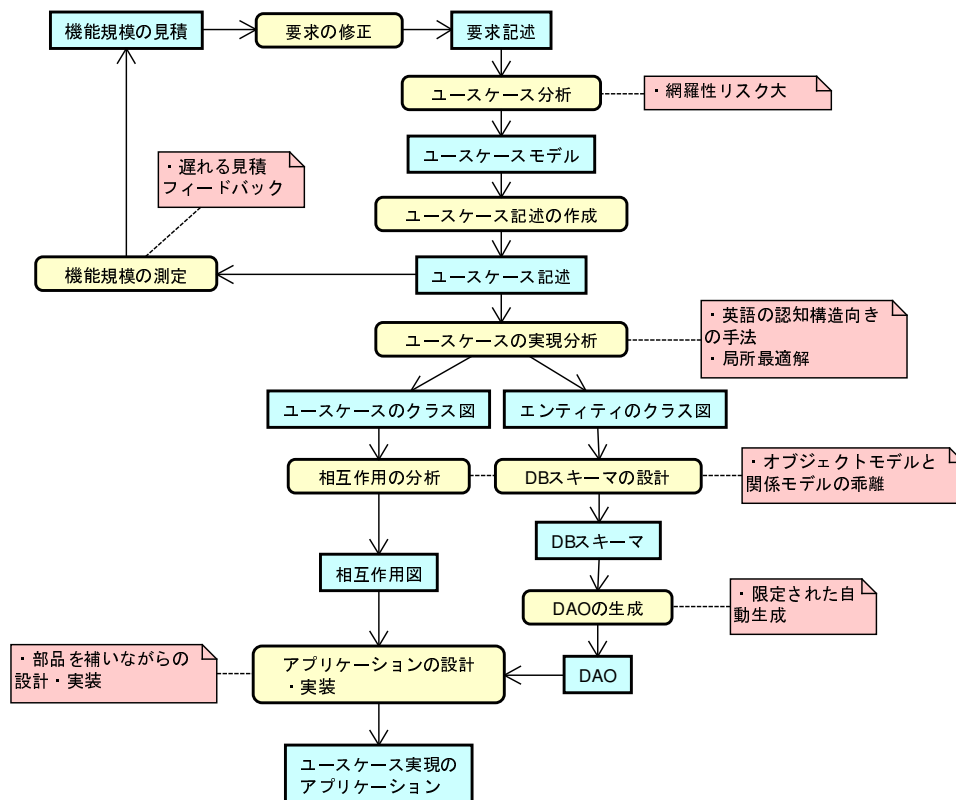 機能規模の見積
要求の修正
要求記述
ユースケース分析
・網羅性リスク大
ユースケースモデル
・遅れる見積
フィードバック
ユースケース記述の作成
機能規模の測定
ユースケース記述
・英語の認知構造向き
の手法
・局所最適解
ユースケースの実現分析
ユースケースのクラス図
エンティティのクラス図
相互作用の分析
DBスキーマの設計
・オブジェクトモデルと
関係モデルの乖離
DBスキーマ
相互作用図
DAOの生成
・限定された自
動生成
・部品を補いながらの
設計・実装
アプリケーションの設計
・実装
DAO
ユースケース実現の
アプリケーション